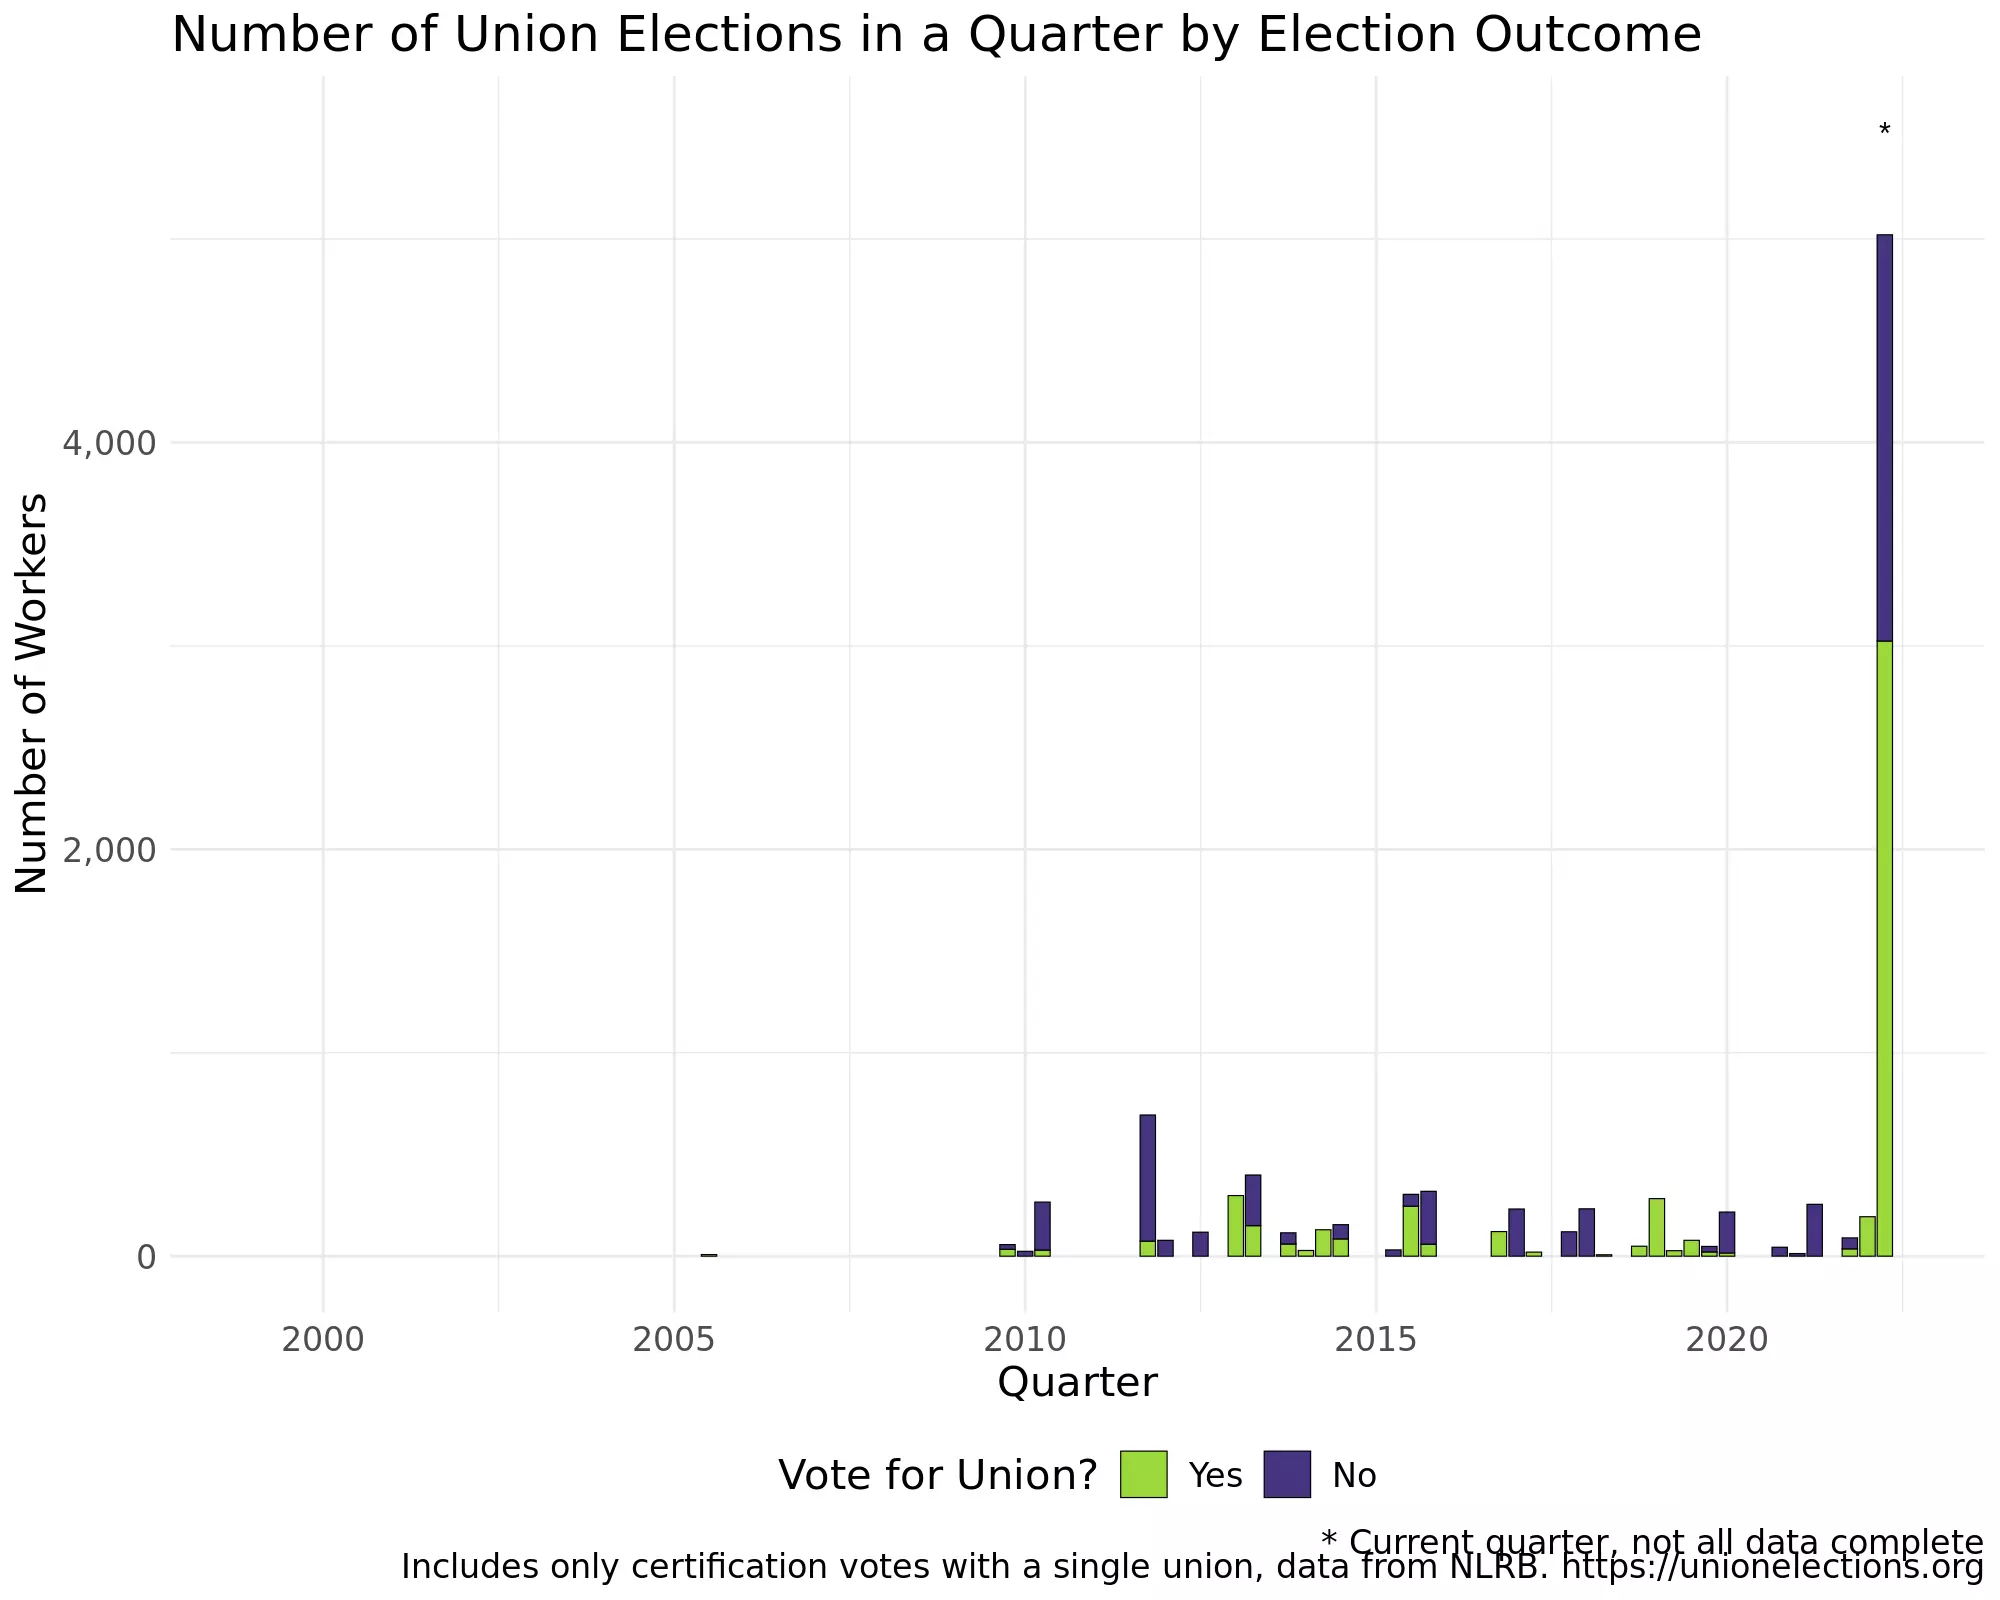 Number of Union Elections in a Quarter by Election Outcome
*
4,000
2,000
0
Number of Workers
2000 2005 2010 2015 2020
Quarter
Vote for Union? Yes No
* Current quarter, not all data complete
Includes only certification votes with a single union, data from NLRB. https://unionelections.org